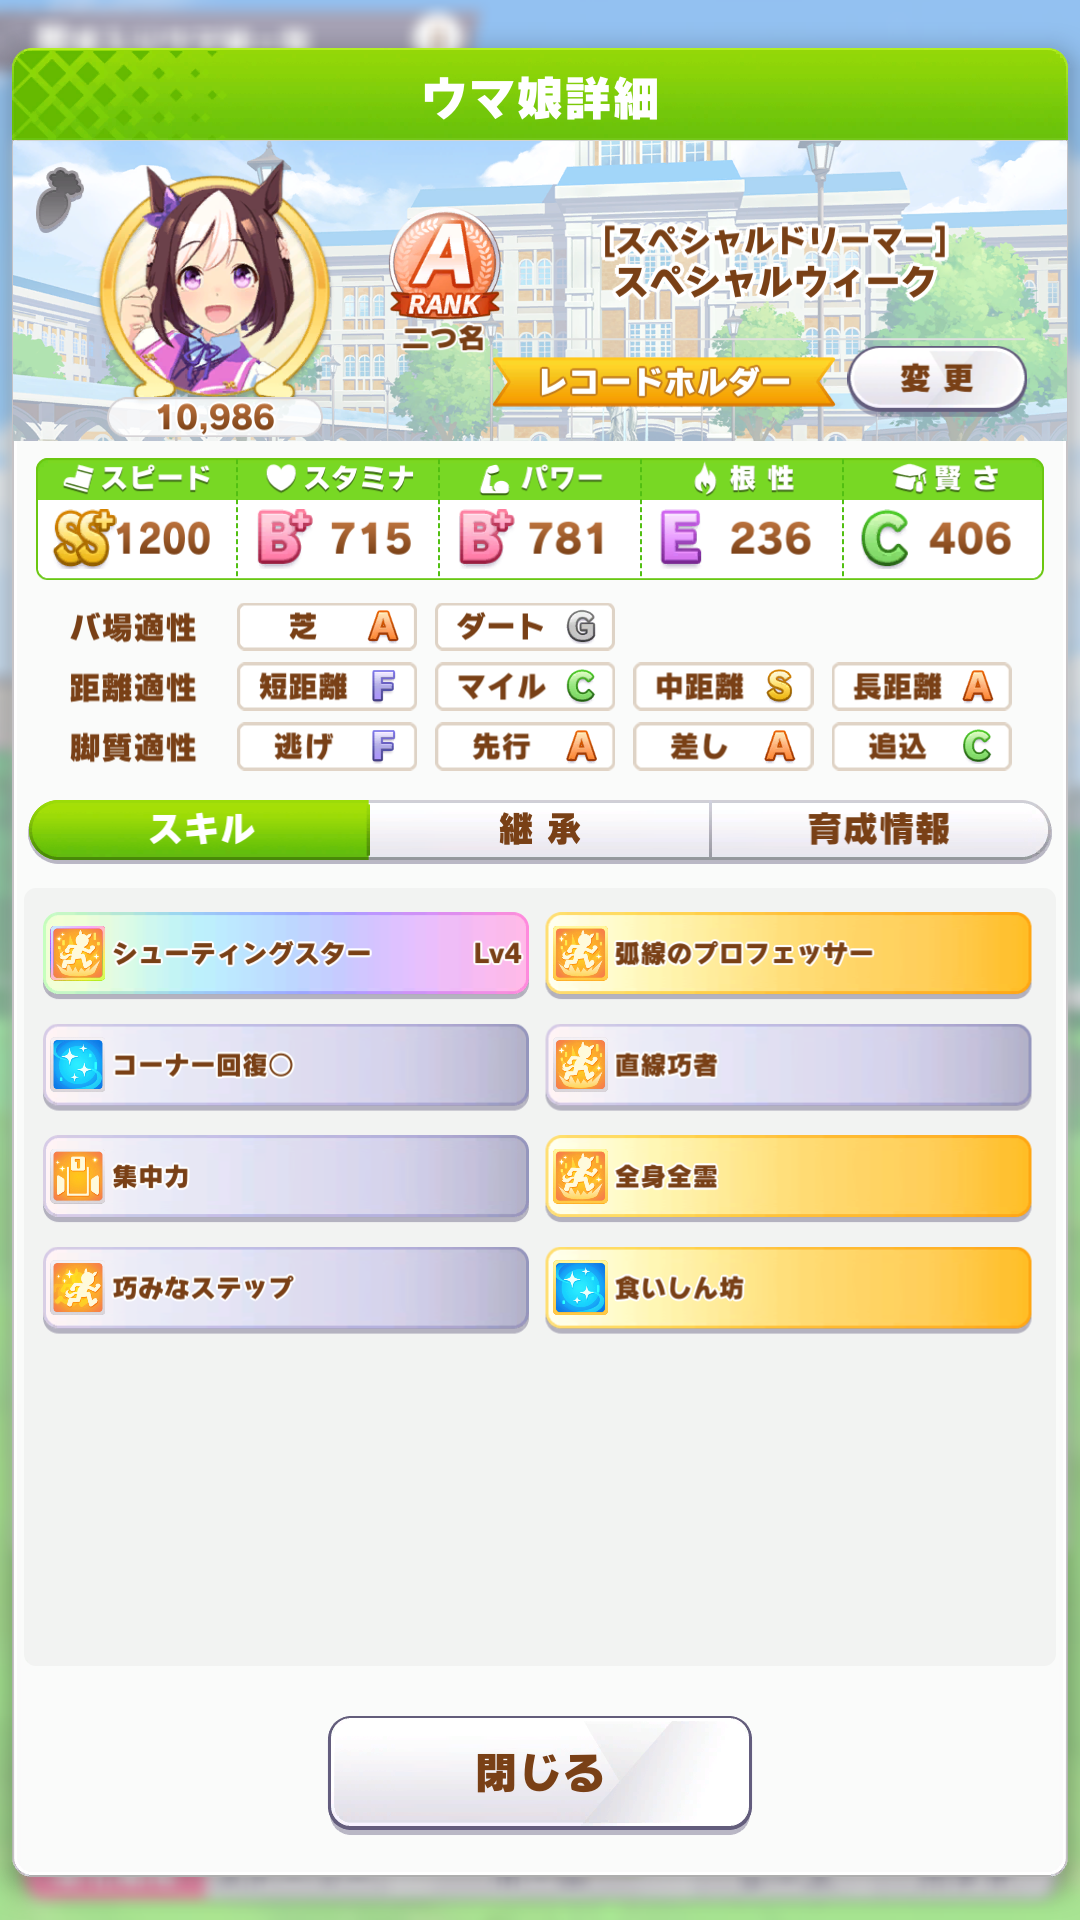 ウマ娘詳細
[スペシャルドリーマー]
スペシャルウィーク
A
RANK
二つ名
レコードホルダー
変更
10,986
スピード スタミナ パワー 根性 賢さ
SS+ 1200 B+ 715 B+ 781 E 236 C 406
バ場適性 芝 A ダート G
距離適性 短距離 F マイル C 中距離 S 長距離 A
脚質適性 逃げ F 先行 A 差し A 追込 C
スキル 継承 育成情報
シューティングスター Lv4 弧線のプロフェッサー
コーナー回復○ 直線巧者
1 集中力 全身全霊
巧みなステップ 食いしん坊
閉じる